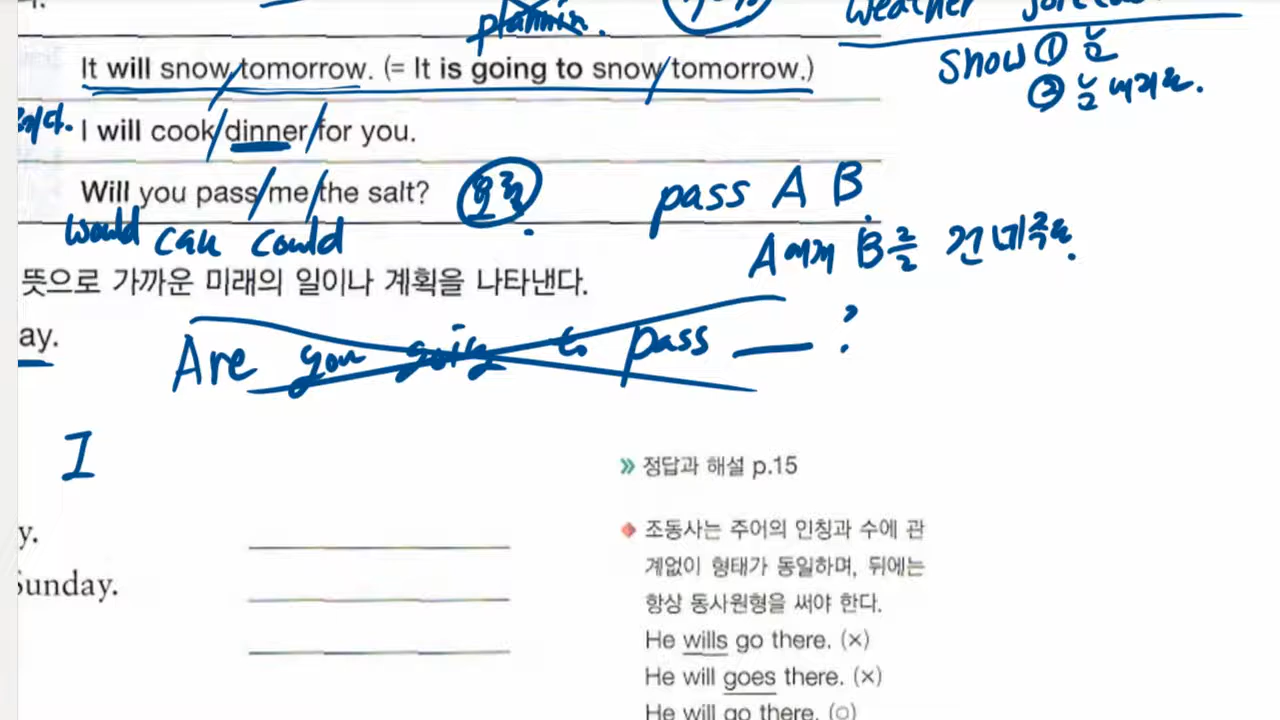 plannin.
weather
snow ① 눈
② 눈 내리다.
It will snow/tomorrow. (= It is going to snow/tomorrow.)
I will cook/dinner/for you.
Will you pass/me/the salt?
요청.
pass A B.
would can could
A에게 B를 건네주다.
뜻으로 가까운 미래의 일이나 계획을 나타낸다.
ay.
Are you going to pass ?
I
» 정답과 해설 p.15
y.
Sunday.
조동사는 주어의 인칭과 수에 관
계없이 형태가 동일하며, 뒤에는
항상 동사원형을 써야 한다.
He wills go there. (×)
He will goes there. (×)
He will go there. (○)